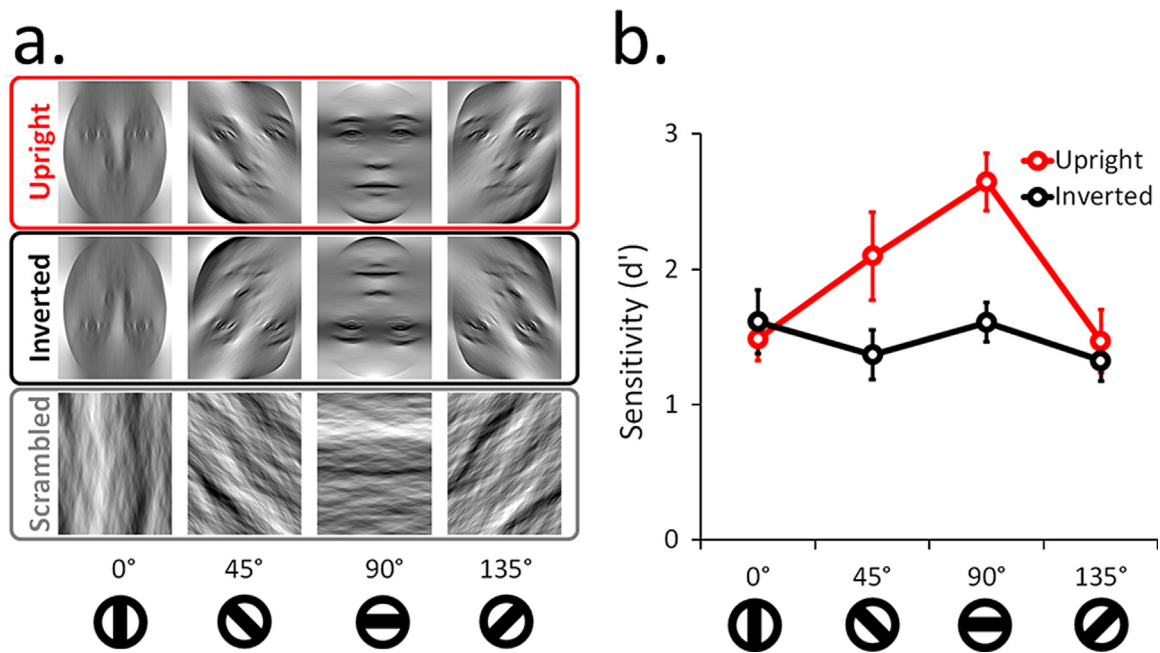 a.
Upright
Inverted
Scrambled
0° 45° 90° 135°
b.
Sensitivity (d')
3
2
1
0
Upright
Inverted
0° 45° 90° 135°